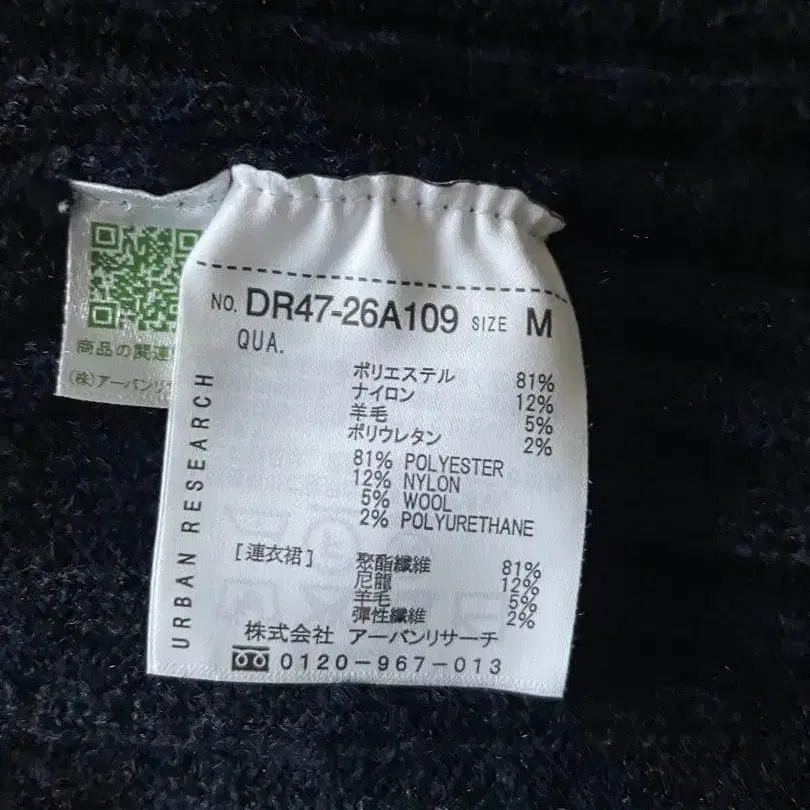 商品の関連
(株)アーバンリサ
NO. DR47-26A109 SIZE M
QUA.
URBAN RESEARCH
ポリエステル 81%
ナイロン 12%
羊毛 5%
ポリウレタン 2%
81% POLYESTER
12% NYLON
5% WOOL
2% POLYURETHANE
[連衣裙] 聚酯纖維 81%
尼龍 12%
羊毛 5%
彈性纖維 2%
株式会社 アーバンリサーチ
0120-967-013